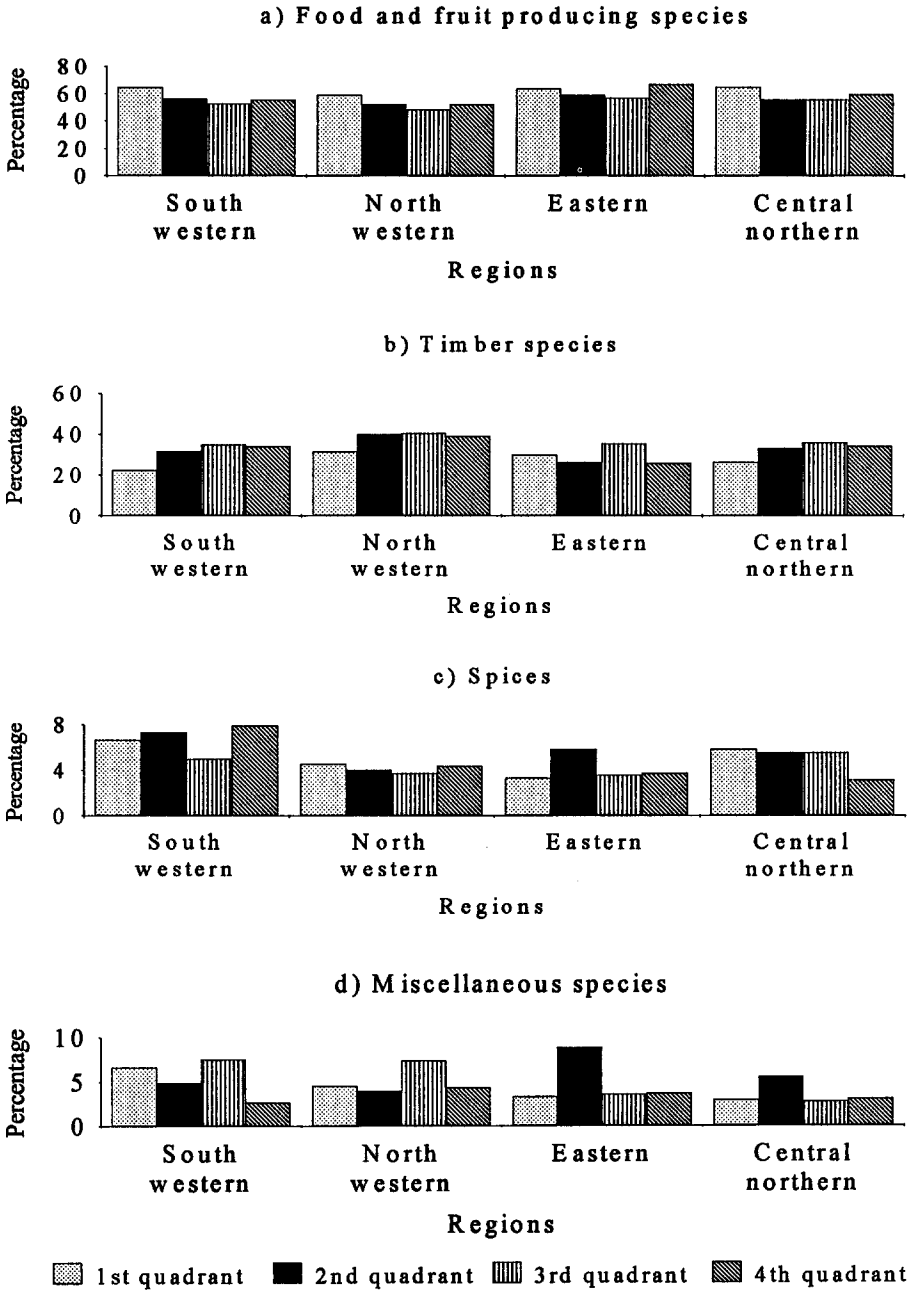 a) Food and fruit producing species
Percentage
80
60
40
20
0
South western
North western
Eastern
Central northern
Regions
b) Timber species
Percentage
60
40
20
0
South western
North western
Eastern
Central northern
Regions
c) Spices
Percentage
8
4
0
South western
North western
Eastern
Central northern
Regions
d) Miscellaneous species
Percentage
10
5
0
South western
North western
Eastern
Central northern
Regions
1st quadrant 2nd quadrant 3rd quadrant 4th quadrant